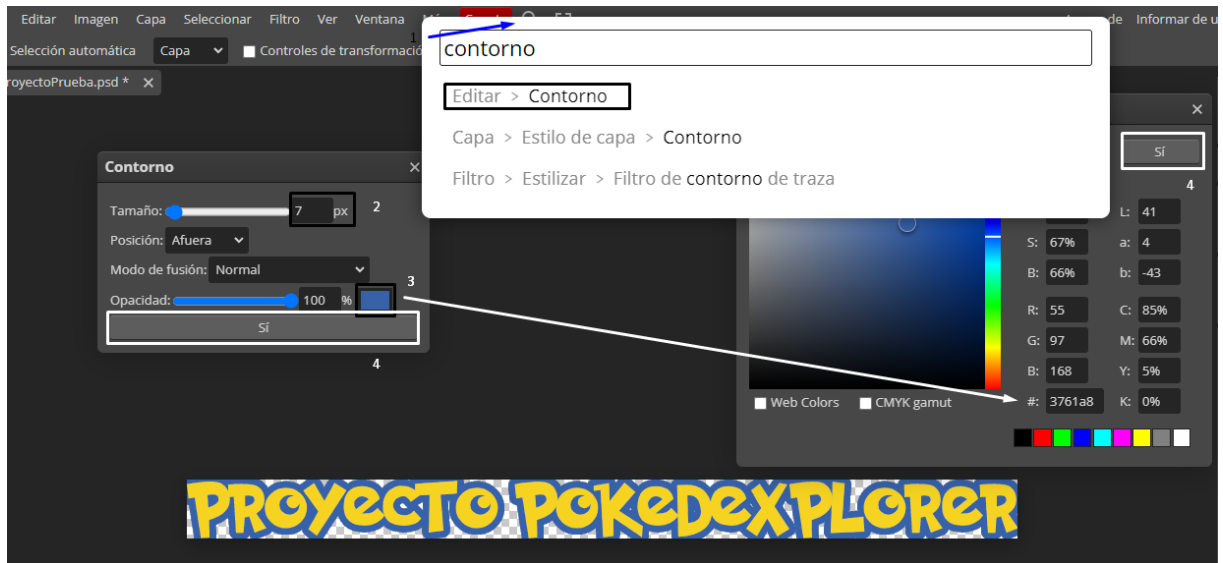 Editar Imagen Capa Seleccionar Filtro Ver Ventana
de Informar de u
1
Selección automática Capa Controles de transformació
royectoPrueba.psd *
contorno
Editar > Contorno
Capa > Estilo de capa > Contorno
Filtro > Estilizar > Filtro de contorno de traza
Contorno
Tamaño: 7 px 2
Posición: Afuera
Modo de fusión: Normal
Opacidad: 100 % 3
Sí
4
Sí
4
L: 41
S: 67% a: 4
B: 66% b: -43
R: 55 C: 85%
G: 97 M: 66%
B: 168 Y: 5%
#: 3761a8 K: 0%
Web Colors CMYK gamut
PROYECTO POKEDEXPLORER